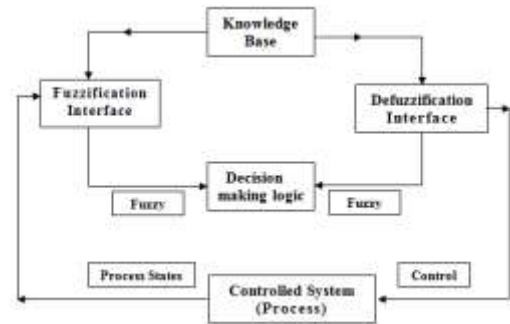 Knowledge
Base
Fuzzification
Interface
Defuzzification
Interface
Decision
making logic
Fuzzy
Fuzzy
Process States
Control
Controlled System
(Process)